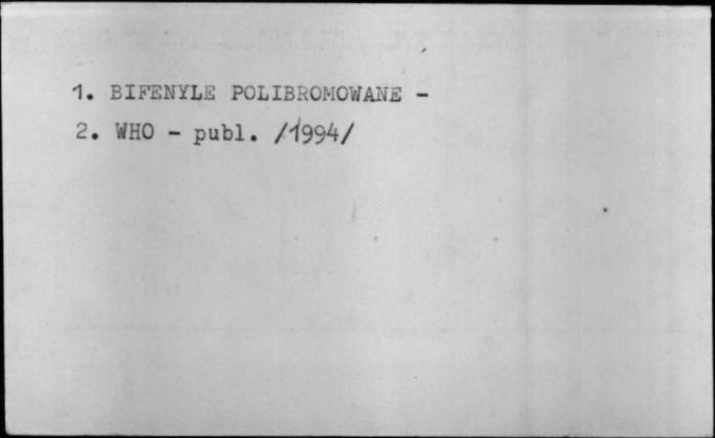 1. BIFENYLE POLIBROMOWANE -
2. WHO - publ. /1994/